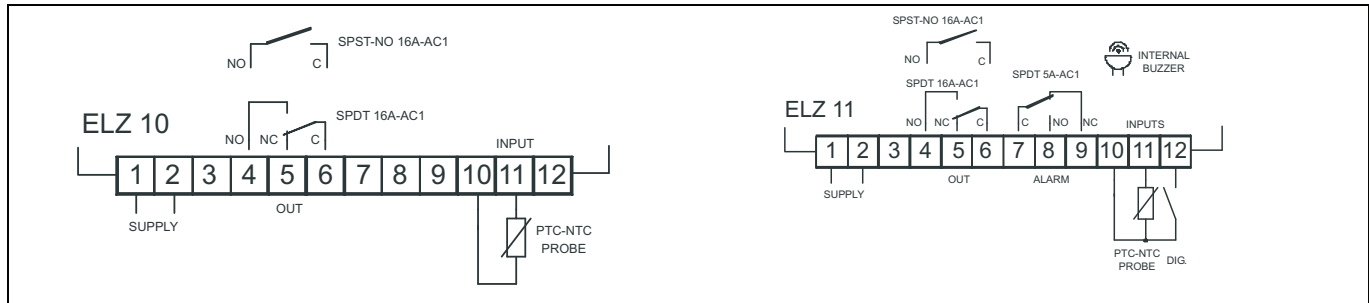 SPST-NO 16A-AC1
NO C
SPDT 16A-AC1
ELZ 10
NO NC C
INPUT
1 2 3 4 5 6 7 8 9 10 11 12
SUPPLY
OUT
PTC-NTC
PROBE
SPST-NO 16A-AC1
NO C
INTERNAL
BUZZER
SPDT 16A-AC1
SPDT 5A-AC1
ELZ 11
NO NC C C NO NC
INPUTS
1 2 3 4 5 6 7 8 9 10 11 12
SUPPLY
OUT
ALARM
PTC-NTC
PROBE
DIG.